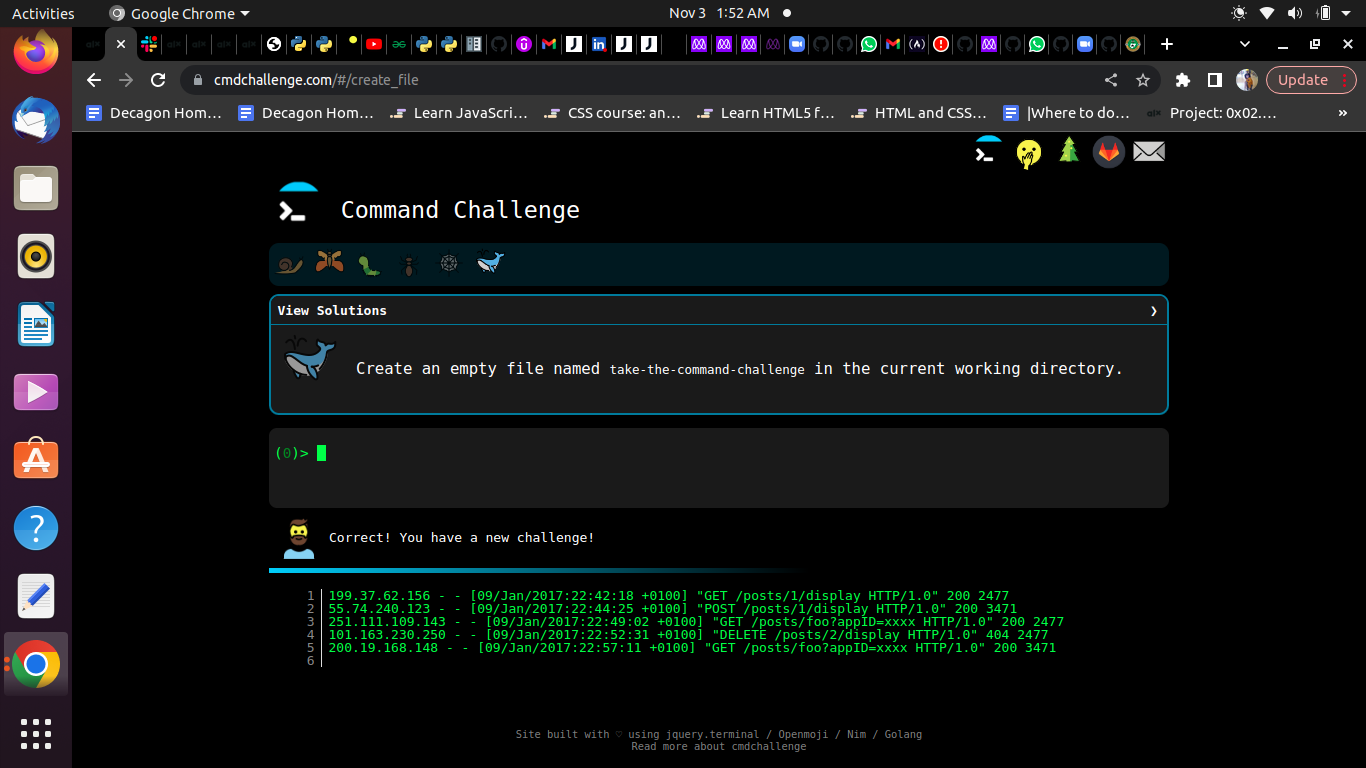 Activities
Google Chrome
Nov 3 1:52 AM
cmdchallenge.com/#/create_file
Update
Decagon Hom…
Decagon Hom…
Learn JavaScri…
CSS course: an…
Learn HTML5 f…
HTML and CSS…
|Where to do…
Project: 0x02.…
»
Command Challenge
View Solutions
❯
Create an empty file named take-the-command-challenge in the current working directory.
(0)>
Correct! You have a new challenge!
1 199.37.62.156 - - [09/Jan/2017:22:42:18 +0100] "GET /posts/1/display HTTP/1.0" 200 2477
2 55.74.240.123 - - [09/Jan/2017:22:44:25 +0100] "POST /posts/1/display HTTP/1.0" 200 3471
3 251.111.109.143 - - [09/Jan/2017:22:49:02 +0100] "GET /posts/foo?appID=xxxx HTTP/1.0" 200 2477
4 101.163.230.250 - - [09/Jan/2017:22:52:31 +0100] "DELETE /posts/2/display HTTP/1.0" 404 2477
5 200.19.168.148 - - [09/Jan/2017:22:57:11 +0100] "GET /posts/foo?appID=xxxx HTTP/1.0" 200 3471
6
Site built with ♡ using jquery.terminal / Openmoji / Nim / Golang
Read more about cmdchallenge